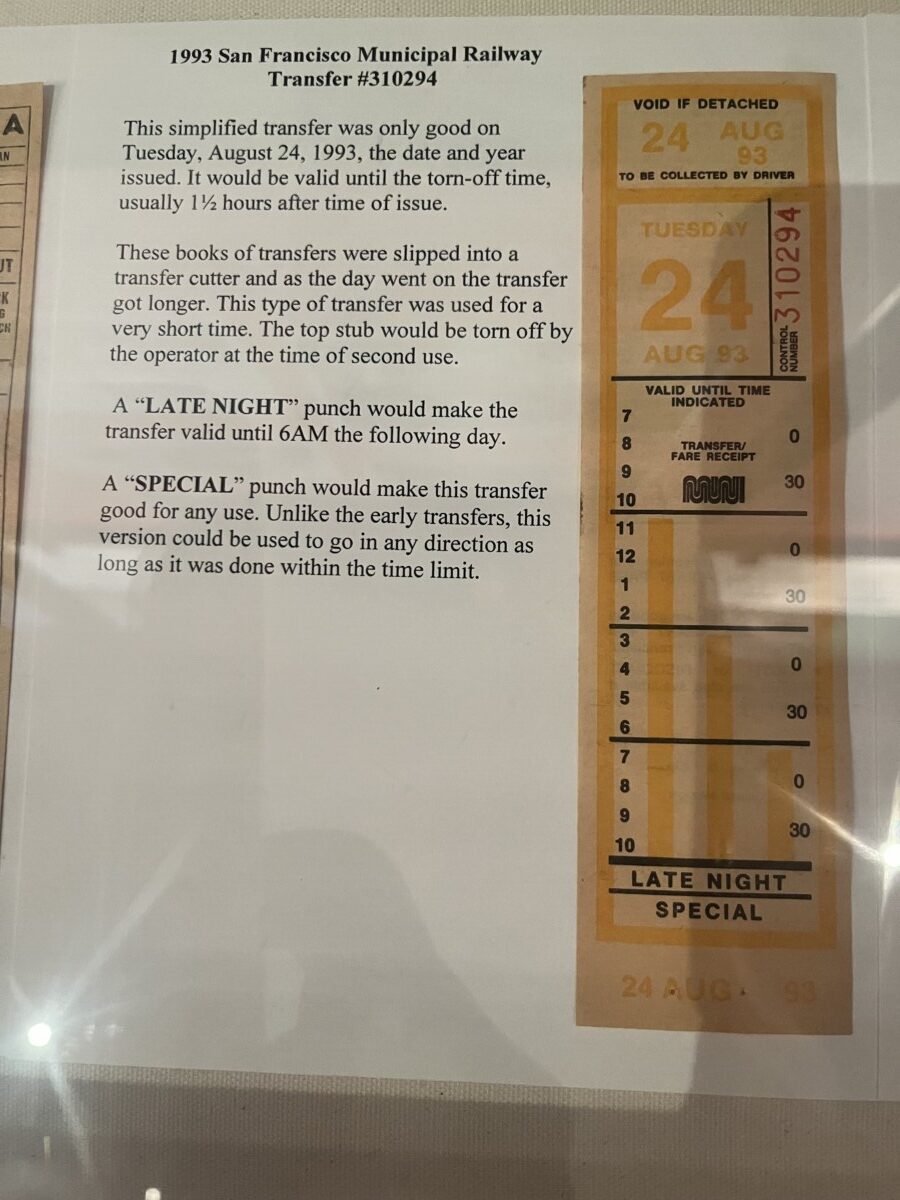 1993 San Francisco Municipal Railway
Transfer #310294
This simplified transfer was only good on
Tuesday, August 24, 1993, the date and year
issued. It would be valid until the torn-off time,
usually 1½ hours after time of issue.
These books of transfers were slipped into a
transfer cutter and as the day went on the transfer
got longer. This type of transfer was used for a
very short time. The top stub would be torn off by
the operator at the time of second use.
A “LATE NIGHT” punch would make the
transfer valid until 6AM the following day.
A “SPECIAL” punch would make this transfer
good for any use. Unlike the early transfers, this
version could be used to go in any direction as
long as it was done within the time limit.
A
VOID IF DETACHED
24 AUG
93
TO BE COLLECTED BY DRIVER
TUESDAY
24
AUG 93
CONTROL
NUMBER
310294
VALID UNTIL TIME
INDICATED
7
8
0
TRANSFER/
FARE RECEIPT
9
30
10
MUNI
11
12
0
1
30
2
3
4
0
5
30
6
7
8
0
9
30
10
LATE NIGHT
SPECIAL
24 AUG 93